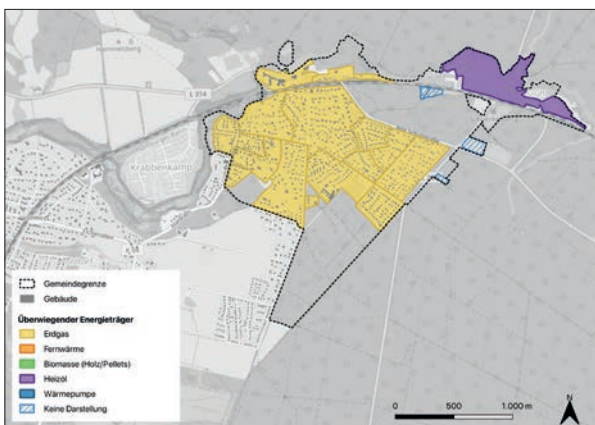 L 314
Krabbenkamp
Gemeindegrenze
Gebäude
Überwiegender Energieträger
Erdgas
Fernwärme
Biomasse (Holz/Pellets)
Heizöl
Wärmepumpe
Keine Darstellung
0 500 1.000 m
N